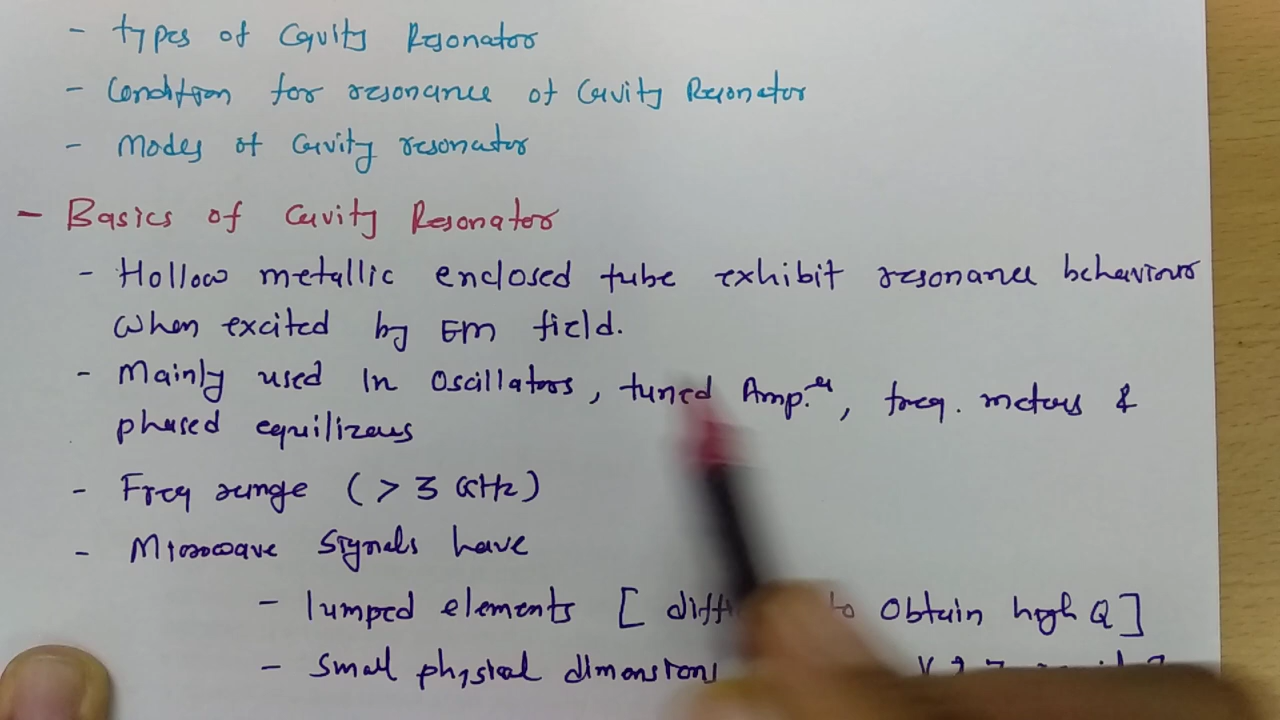 - Types of Cavity Resonator
- Condition for resonance of Cavity Resonator
- Modes of Cavity resonator
- Basics of Cavity Resonator
- Hollow metallic enclosed tube exhibit resonance behaviour
when excited by EM field.
- Mainly used in Oscillators, tuned Amp.er, freq. meters &
phased equilizers
- Freq range (> 3 GHz)
- Microwave Signals have
- lumped elements [ to obtain high Q ]
- Small physical dimensions